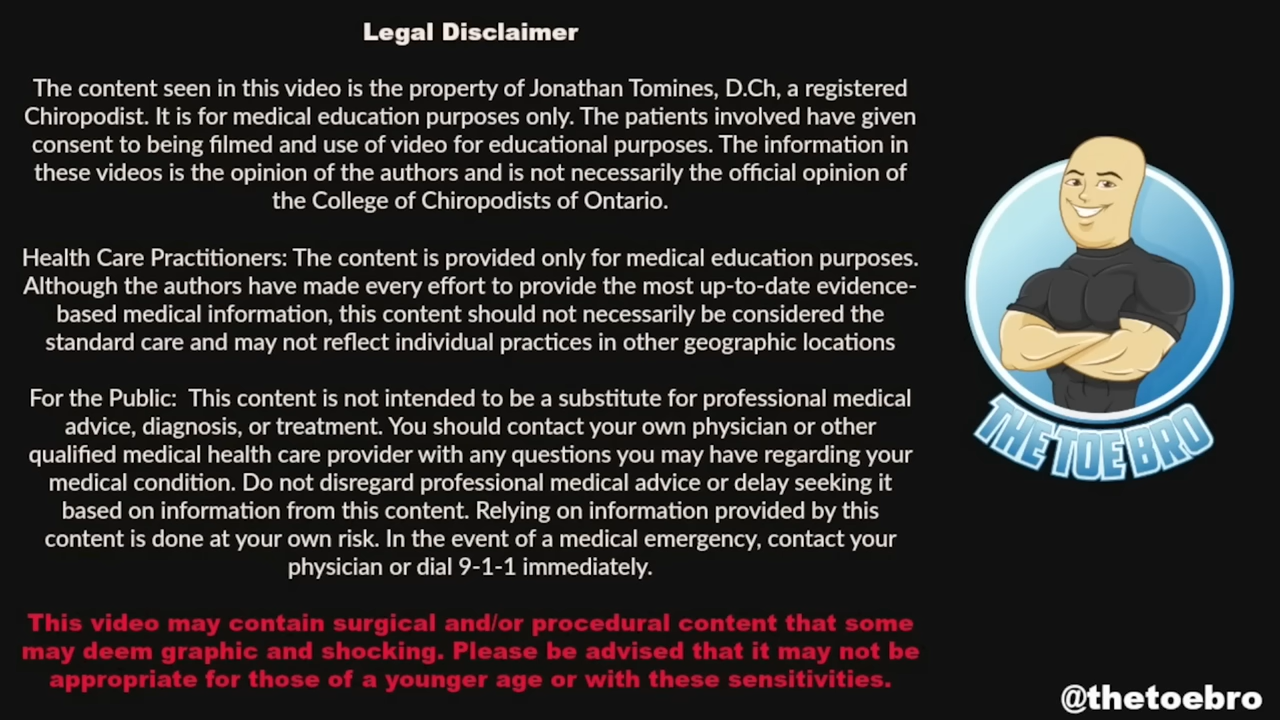 Legal Disclaimer
The content seen in this video is the property of Jonathan Tomines, D.Ch, a registered
Chiropodist. It is for medical education purposes only. The patients involved have given
consent to being filmed and use of video for educational purposes. The information in
these videos is the opinion of the authors and is not necessarily the official opinion of
the College of Chiropodists of Ontario.
Health Care Practitioners: The content is provided only for medical education purposes.
Although the authors have made every effort to provide the most up-to-date evidence-
based medical information, this content should not necessarily be considered the
standard care and may not reflect individual practices in other geographic locations
For the Public:  This content is not intended to be a substitute for professional medical
advice, diagnosis, or treatment. You should contact your own physician or other
qualified medical health care provider with any questions you may have regarding your
medical condition. Do not disregard professional medical advice or delay seeking it
based on information from this content. Relying on information provided by this
content is done at your own risk. In the event of a medical emergency, contact your
physician or dial 9-1-1 immediately.
This video may contain surgical and/or procedural content that some
may deem graphic and shocking. Please be advised that it may not be
appropriate for those of a younger age or with these sensitivities.
THE TOE BRO
@thetoebro